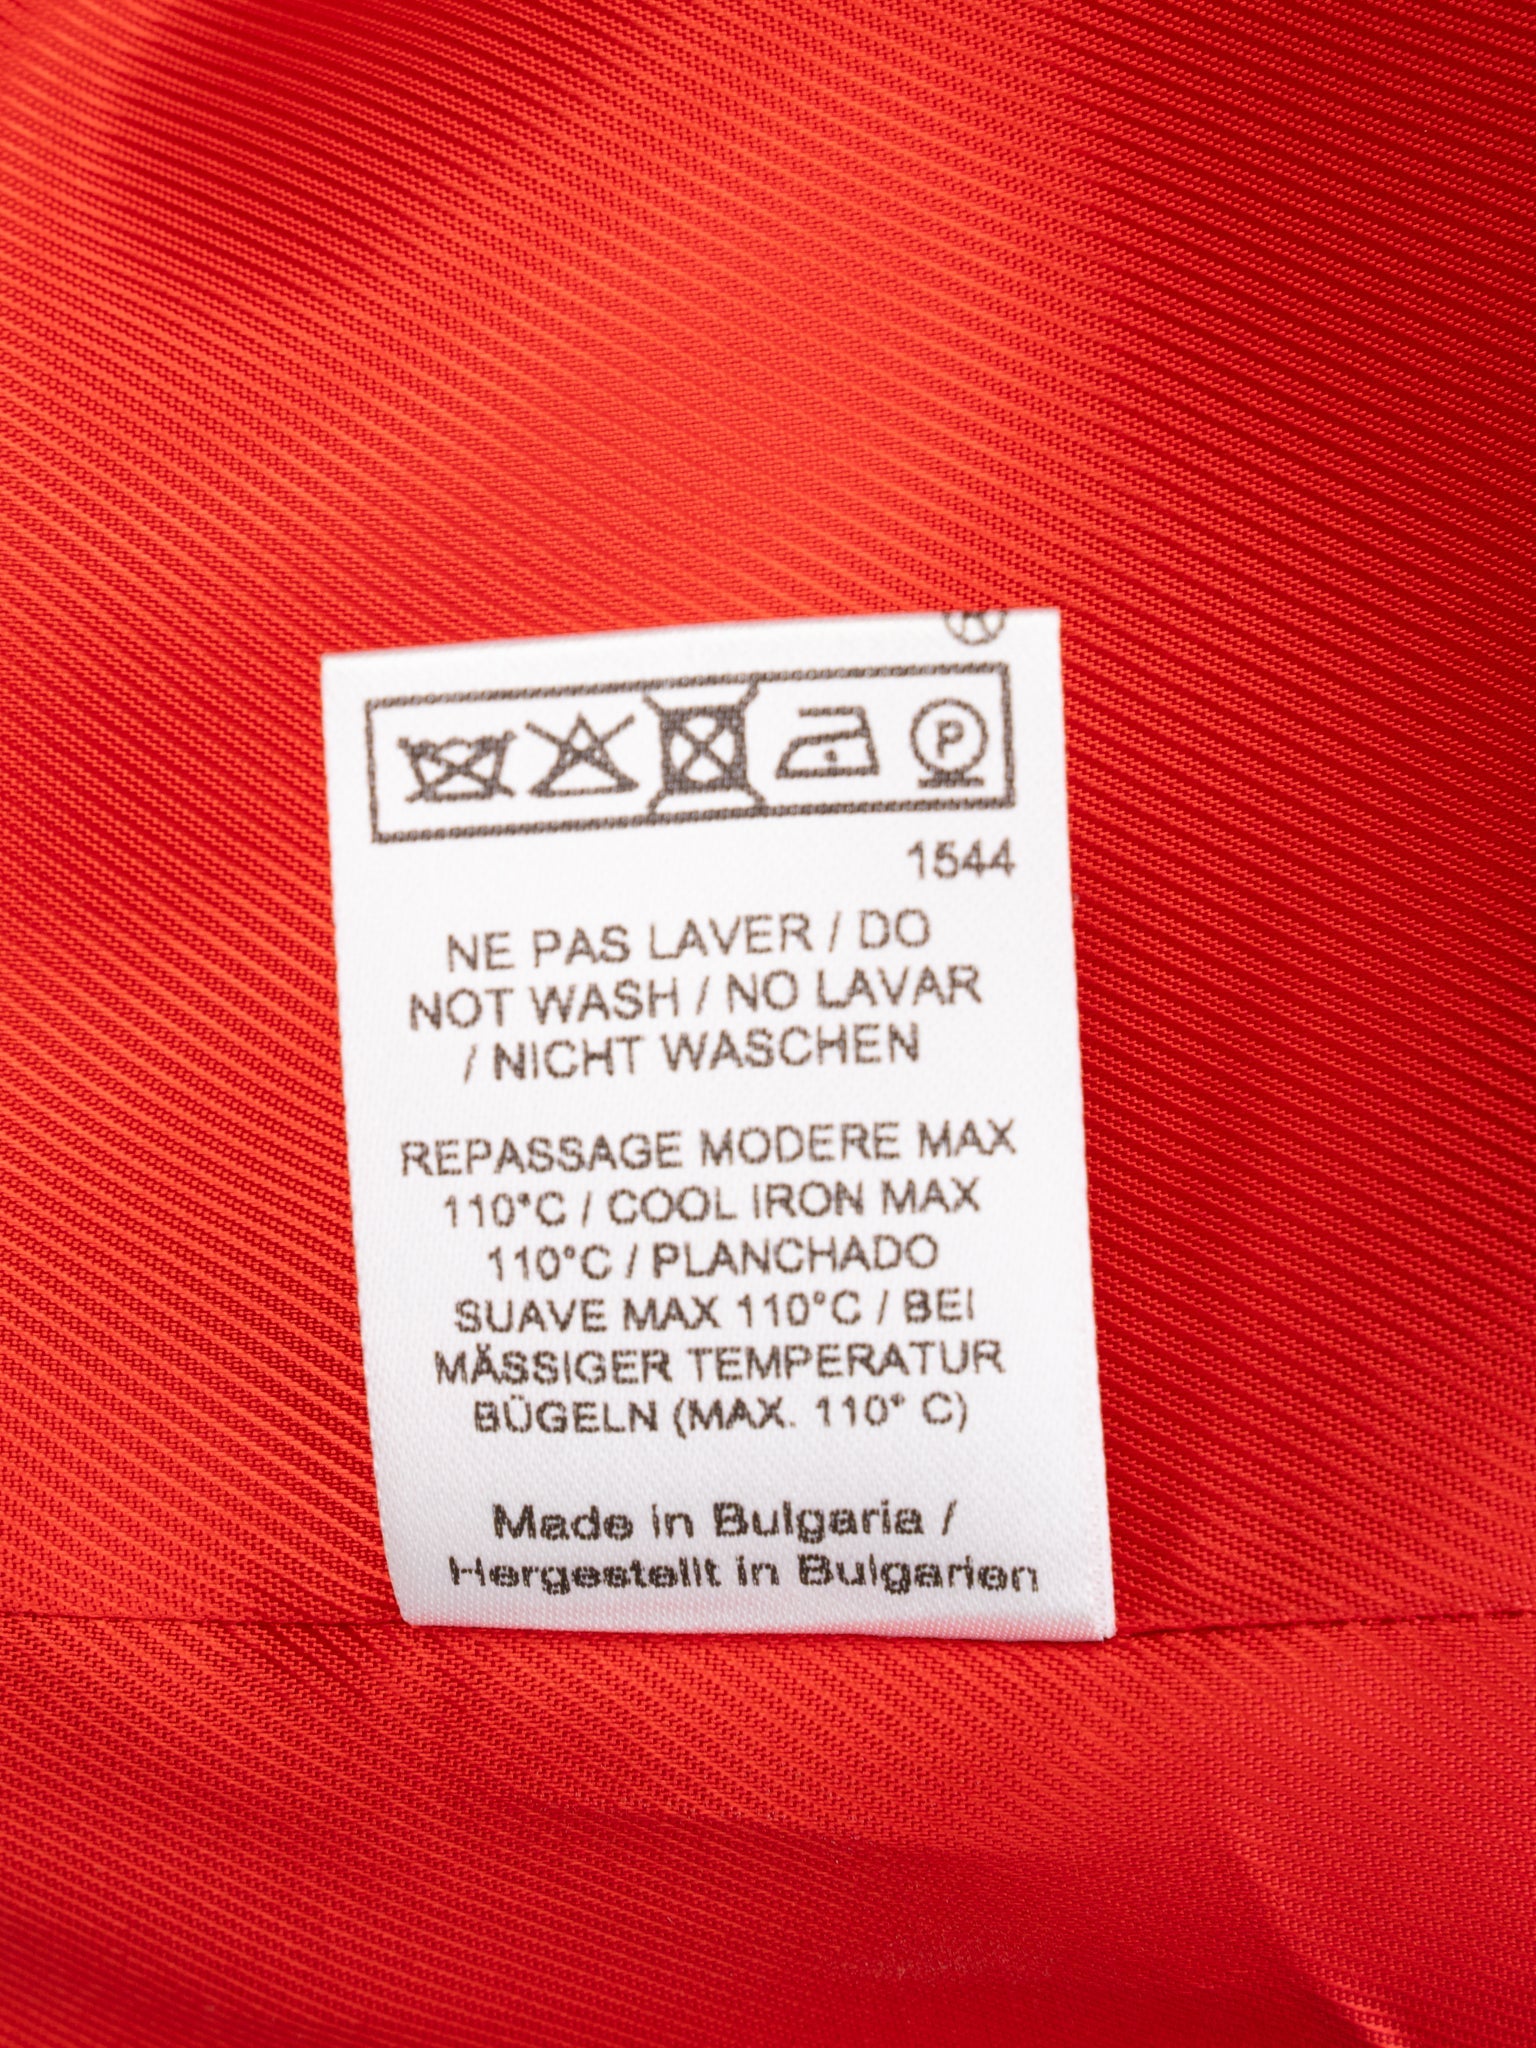 P
1544
NE PAS LAVER / DO
NOT WASH / NO LAVAR
/ NICHT WASCHEN
REPASSAGE MODERE MAX
110°C / COOL IRON MAX
110°C / PLANCHADO
SUAVE MAX 110°C / BEI
MÄSSIGER TEMPERATUR
BÜGELN (MAX. 110° C)
Made in Bulgaria /
Hergestellt in Bulgarien